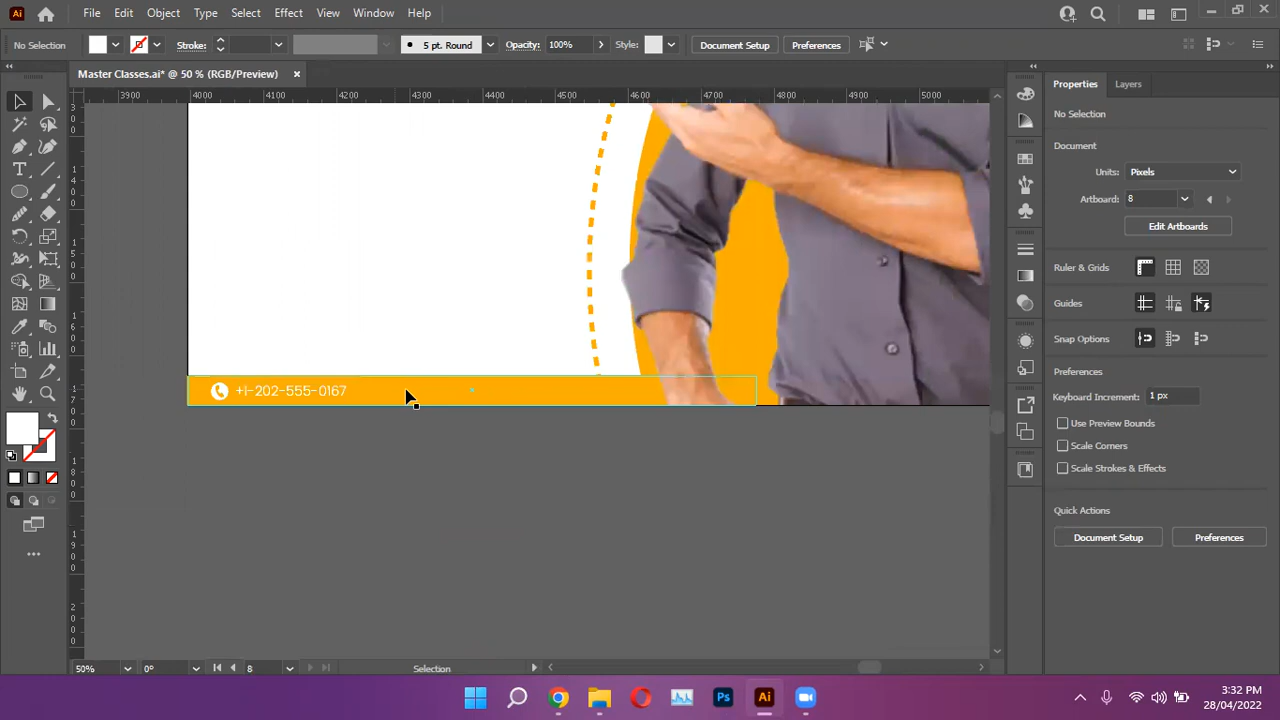 Ai File Edit Object Type Select Effect View Window Help
No Selection Stroke: 5 pt. Round Opacity: 100% Style: Document Setup Preferences
Master Classes.ai* @ 50 % (RGB/Preview) ×
3900 4000 4100 4200 4300 4400 4500 4600 4700 4800 4900 5000
+1-202-555-0167
Properties Layers
No Selection
Document
Units: Pixels
Artboard: 8
Edit Artboards
Ruler & Grids
Guides
Snap Options
Preferences
Keyboard Increment: 1 px
Use Preview Bounds
Scale Corners
Scale Strokes & Effects
Quick Actions
Document Setup Preferences
50% 0° 8 Selection
Ps Ai
3:32 PM
28/04/2022